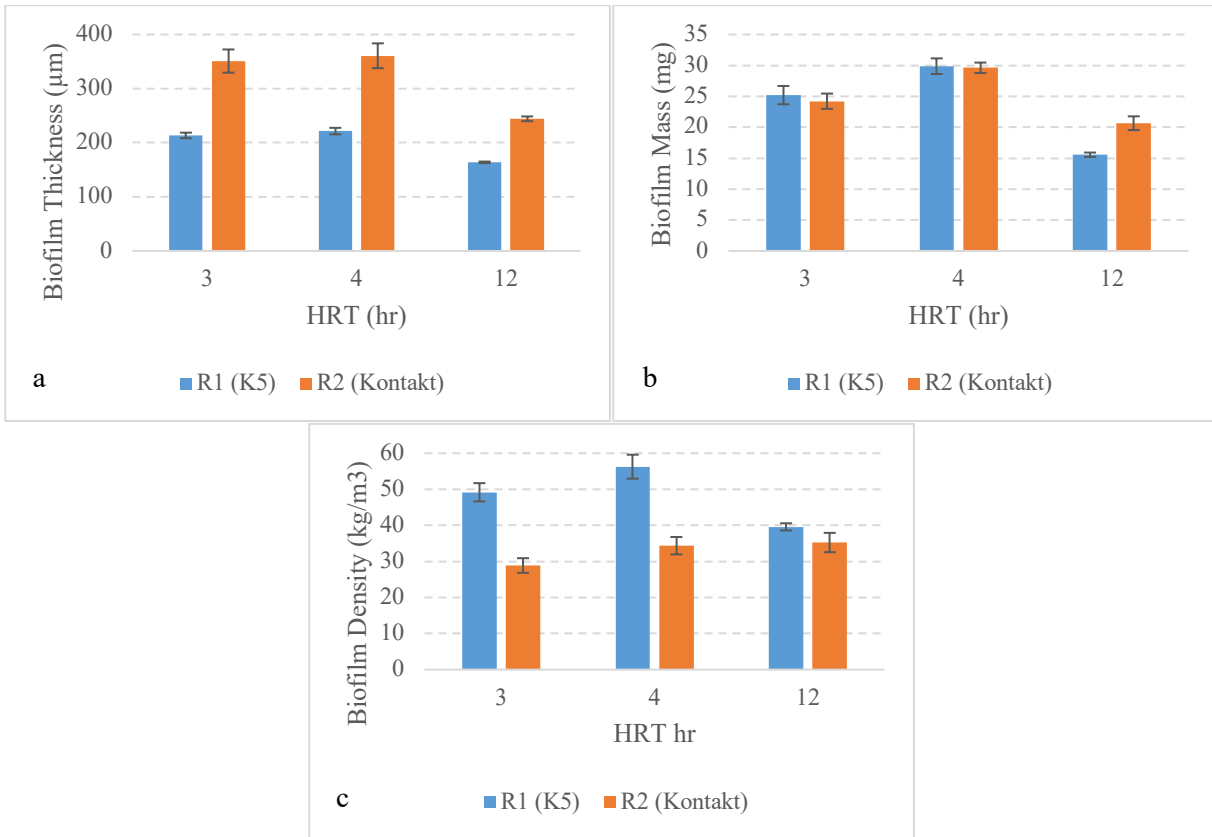 Biofilm Thickness (µm)
400
300
200
100
0
3 4 12
HRT (hr)
R1 (K5) R2 (Kontakt)
a
Biofilm Mass (mg)
35
30
25
20
15
10
5
0
3 4 12
HRT (hr)
R1 (K5) R2 (Kontakt)
b
Biofilm Density (kg/m3)
60
50
40
30
20
10
0
3 4 12
HRT hr
R1 (K5) R2 (Kontakt)
c